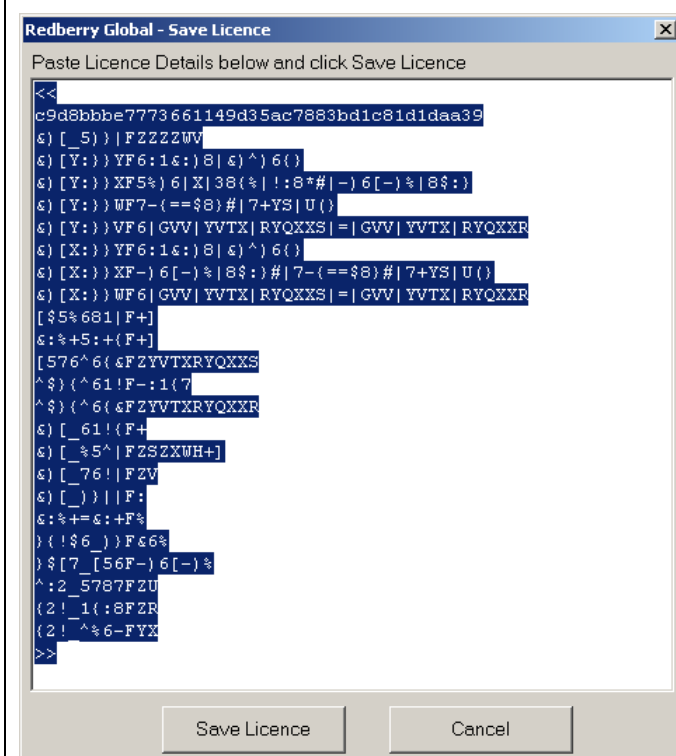 Redberry Global - Save Licence
Paste Licence Details below and click Save Licence
<<
c9d8bbbe7773661149d35ac7883bd1c81d1daa39
&)[_5)}|FZZZZWV
&)[Y:}}YF6:1&:)8|&)^)6{}
&)[Y:}}XF5%)6|X|38{%|!:8*#|-)6[-)%|8$:}
&)[Y:}}WF7-{==$8}#|7+YS|U(}
&)[Y:}}VF6|GVV|YVTX|RYQXXS|=|GVV|YVTX|RYQXXR
&)[X:}}YF6:1&:)8|&)^)6{}
&)[X:}}XF-)6[-)%|8$:}#|7-{==$8}#|7+YS|U(}
&)[X:}}WF6|GVV|YVTX|RYQXXS|=|GVV|YVTX|RYQXXR
[$5%681|F+]
&:%+5:+{F+]
[576^6{&FZYVTXRYQXXS
^$}{^61!F-:1{7
^$}{^6{&FZYVTXRYQXXR
&)[_61!{F+
&)[_%5^|FZSZXWH+]
&)[_76!|FZV
&)[_)}||F:
&:%+=&:+F%
}{!$6_)}F&6%
}$[7_[56F-)6[-)%
^:2_5787FZU
{2!_1{:8FZR
{2!_^%6-FYX
>>
Save Licence
Cancel